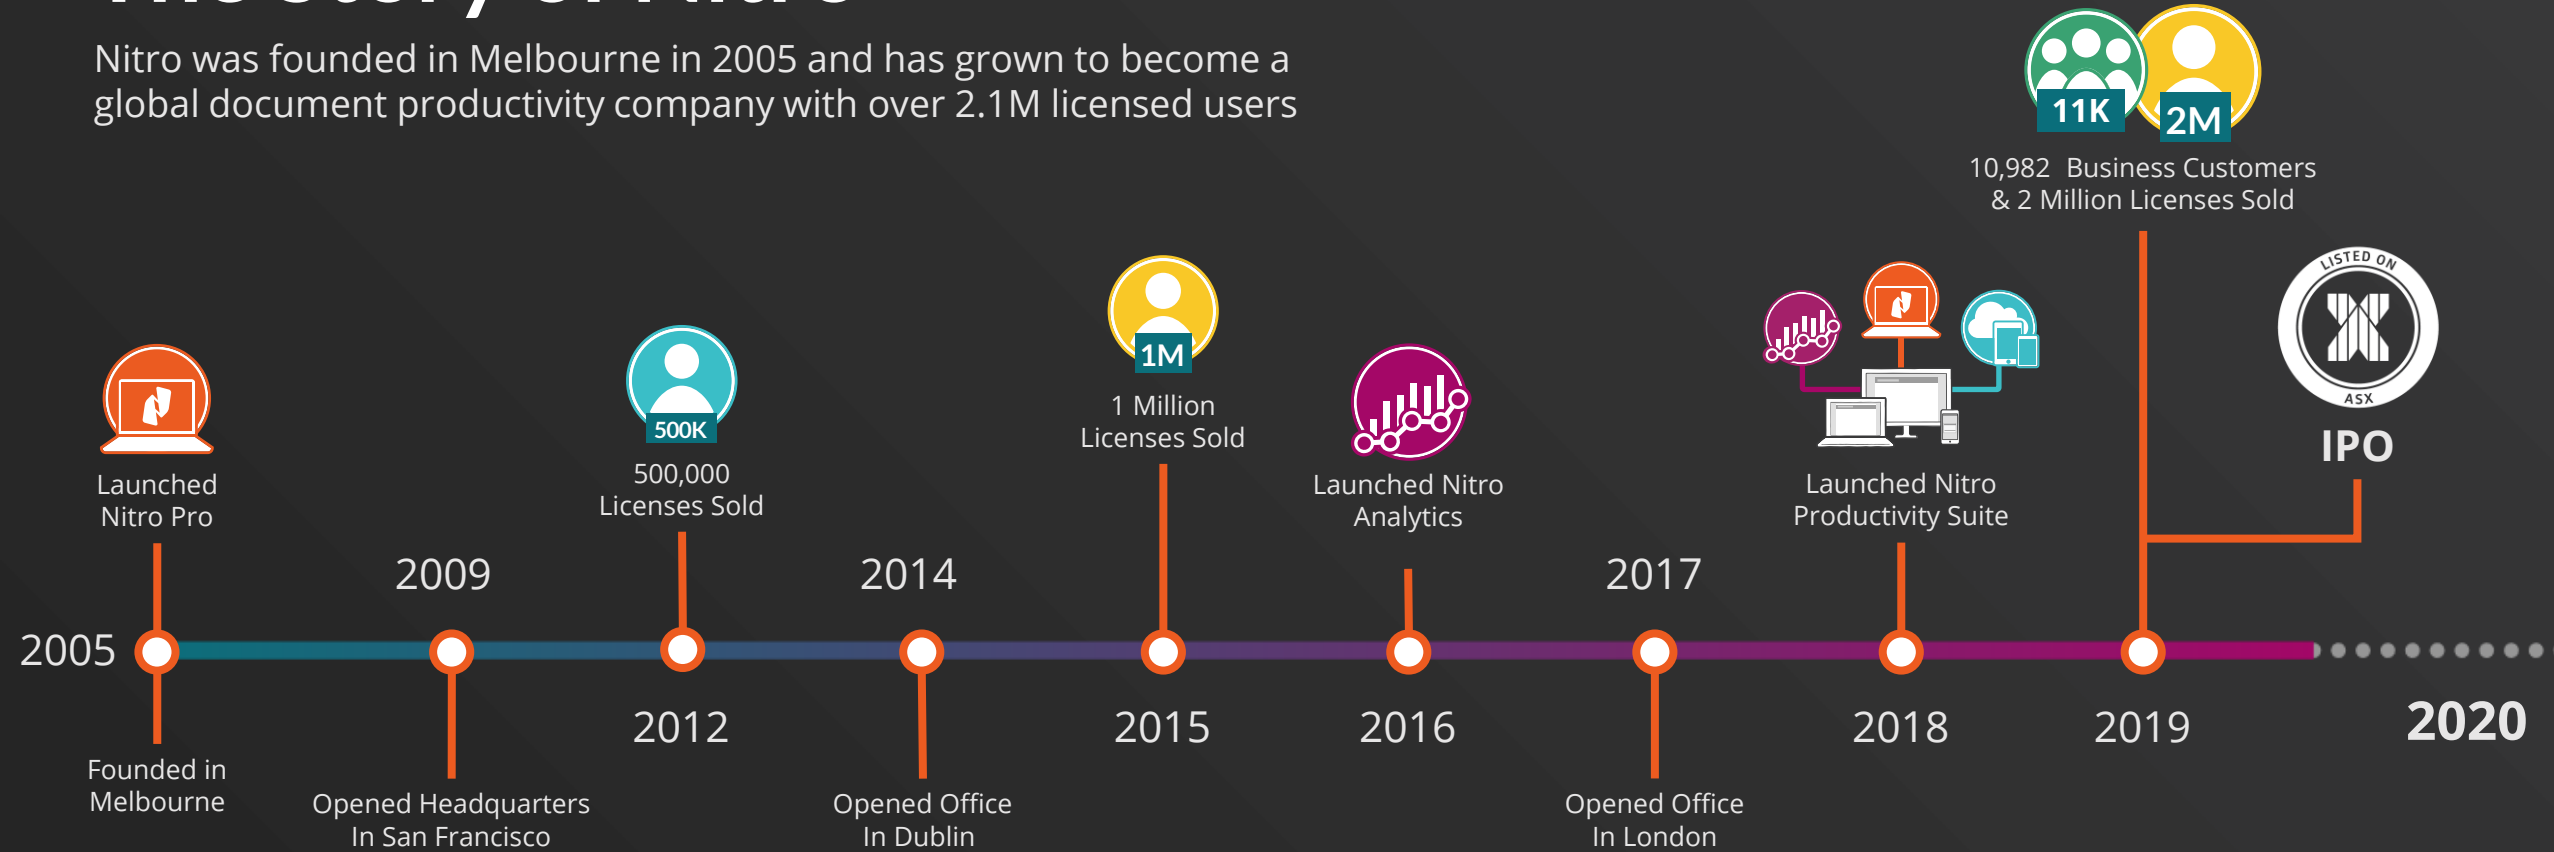 Nitro was founded in Melbourne in 2005 and has grown to become a
global document productivity company with over 2.1M licensed users
11K
2M
10,982 Business Customers
& 2 Million Licenses Sold
LISTED ON
ASX
IPO
1M
1 Million
Licenses Sold
500K
500,000
Licenses Sold
Launched
Nitro Pro
Launched Nitro
Analytics
Launched Nitro
Productivity Suite
2009
2014
2017
2005
2012
2015
2016
2018
2019
2020
Founded in
Melbourne
Opened Headquarters
In San Francisco
Opened Office
In Dublin
Opened Office
In London